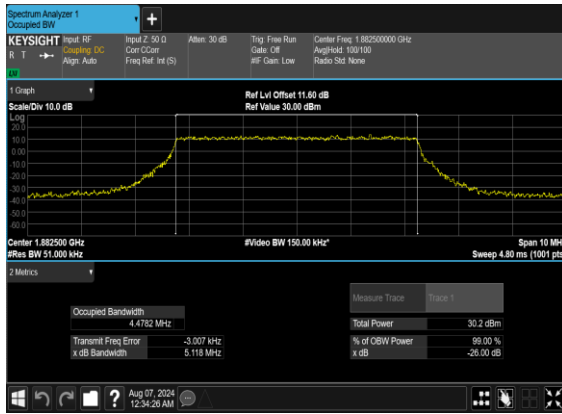 Spectrum Analyzer 1
Occupied BW
KEYSIGHT
R T
Input: RF
Coupling: DC
Align: Auto
Input Z: 50 Ω
Corr CCorr
Freq Ref: Int (S)
Atten: 30 dB
Trig: Free Run
Gate: Off
#IF Gain: Low
Center Freq: 1.882500000 GHz
Avg|Hold: 100/100
Radio Std: None
1 Graph
Scale/Div 10.0 dB
Ref Lvl Offset 11.60 dB
Ref Value 30.00 dBm
Log
20.0
10.0
0.00
-10.0
-20.0
-30.0
-40.0
-50.0
-60.0
Center 1.882500 GHz
#Res BW 51.000 kHz
#Video BW 150.00 kHz*
Span 10 MH
Sweep 4.80 ms (1001 pts
2 Metrics
Measure Trace
Trace 1
Occupied Bandwidth
4.4782 MHz
Total Power
30.2 dBm
Transmit Freq Error
-3.007 kHz
% of OBW Power
99.00 %
x dB Bandwidth
5.118 MHz
x dB
-26.00 dB
?
Aug 07, 2024
12:34:26 AM